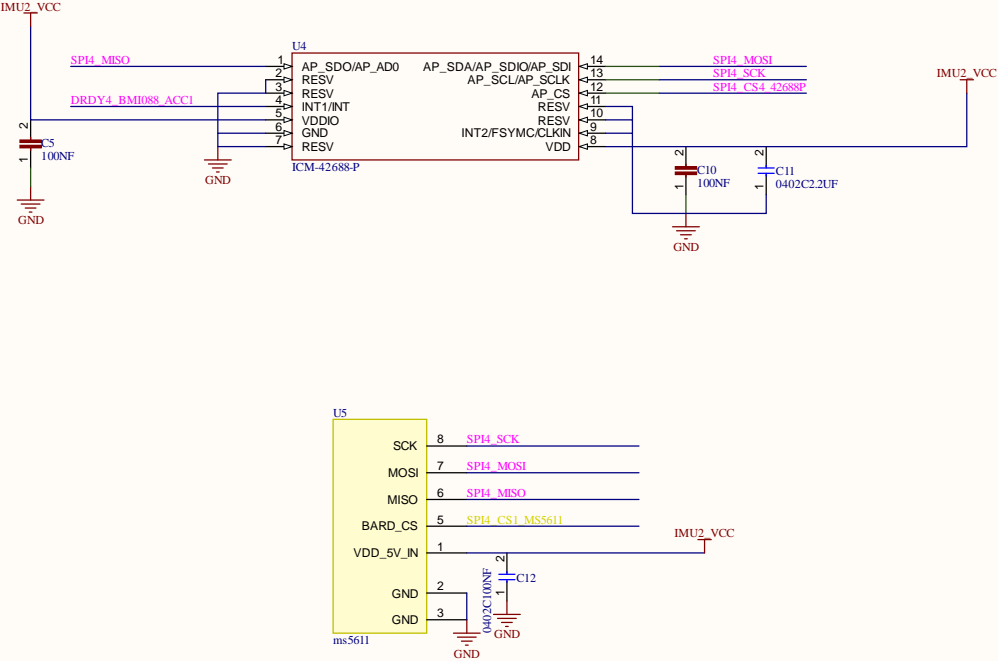 IMU2_VCC
U4
SPI4_MISO 1 AP_SDO/AP_AD0 AP_SDA/AP_SDIO/AP_SDI 14 SPI4_MOSI
2 RESV AP_SCL/AP_SCLK 13 SPI4_SCK
IMU2_VCC
3 RESV AP_CS 12 SPI4_CS4_42688P
DRDY4_BMI088_ACC1 4 INT1/INT RESV 11
5 VDDIO RESV 10
6 GND INT2/FSYMC/CLKIN 9
7 RESV VDD 8
ICM-42688-P
2
C5
1 100NF
GND
GND
2 C10
1 100NF
2 C11
1 0402C2.2UF
GND
U5
SCK 8 SPI4_SCK
MOSI 7 SPI4_MOSI
MISO 6 SPI4_MISO
BARD_CS 5 SPI4_CS1_MS5611
IMU2_VCC
VDD_5V_IN 1
2
C12
1
0402C100NF
GND 2
GND 3
GND
GND
ms5611